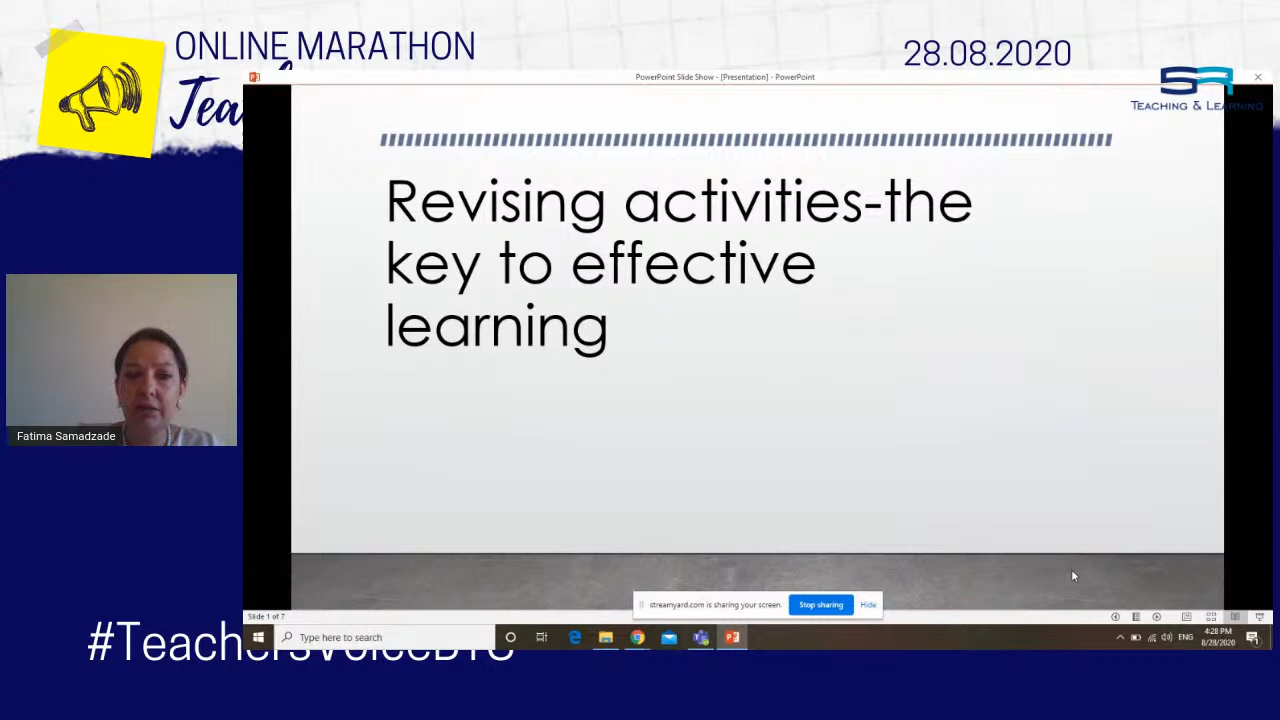 ONLINE MARATHON
28.08.2020
PowerPoint Slide Show - [Presentation] - PowerPoint
TEACHING & LEARNING
Revising activities-the
key to effective
learning
Fatima Samadzade
streamyard.com is sharing your screen.
Stop sharing
Hide
Slide 1 of 7
Type here to search
ENG
4:28 PM
8/28/2020